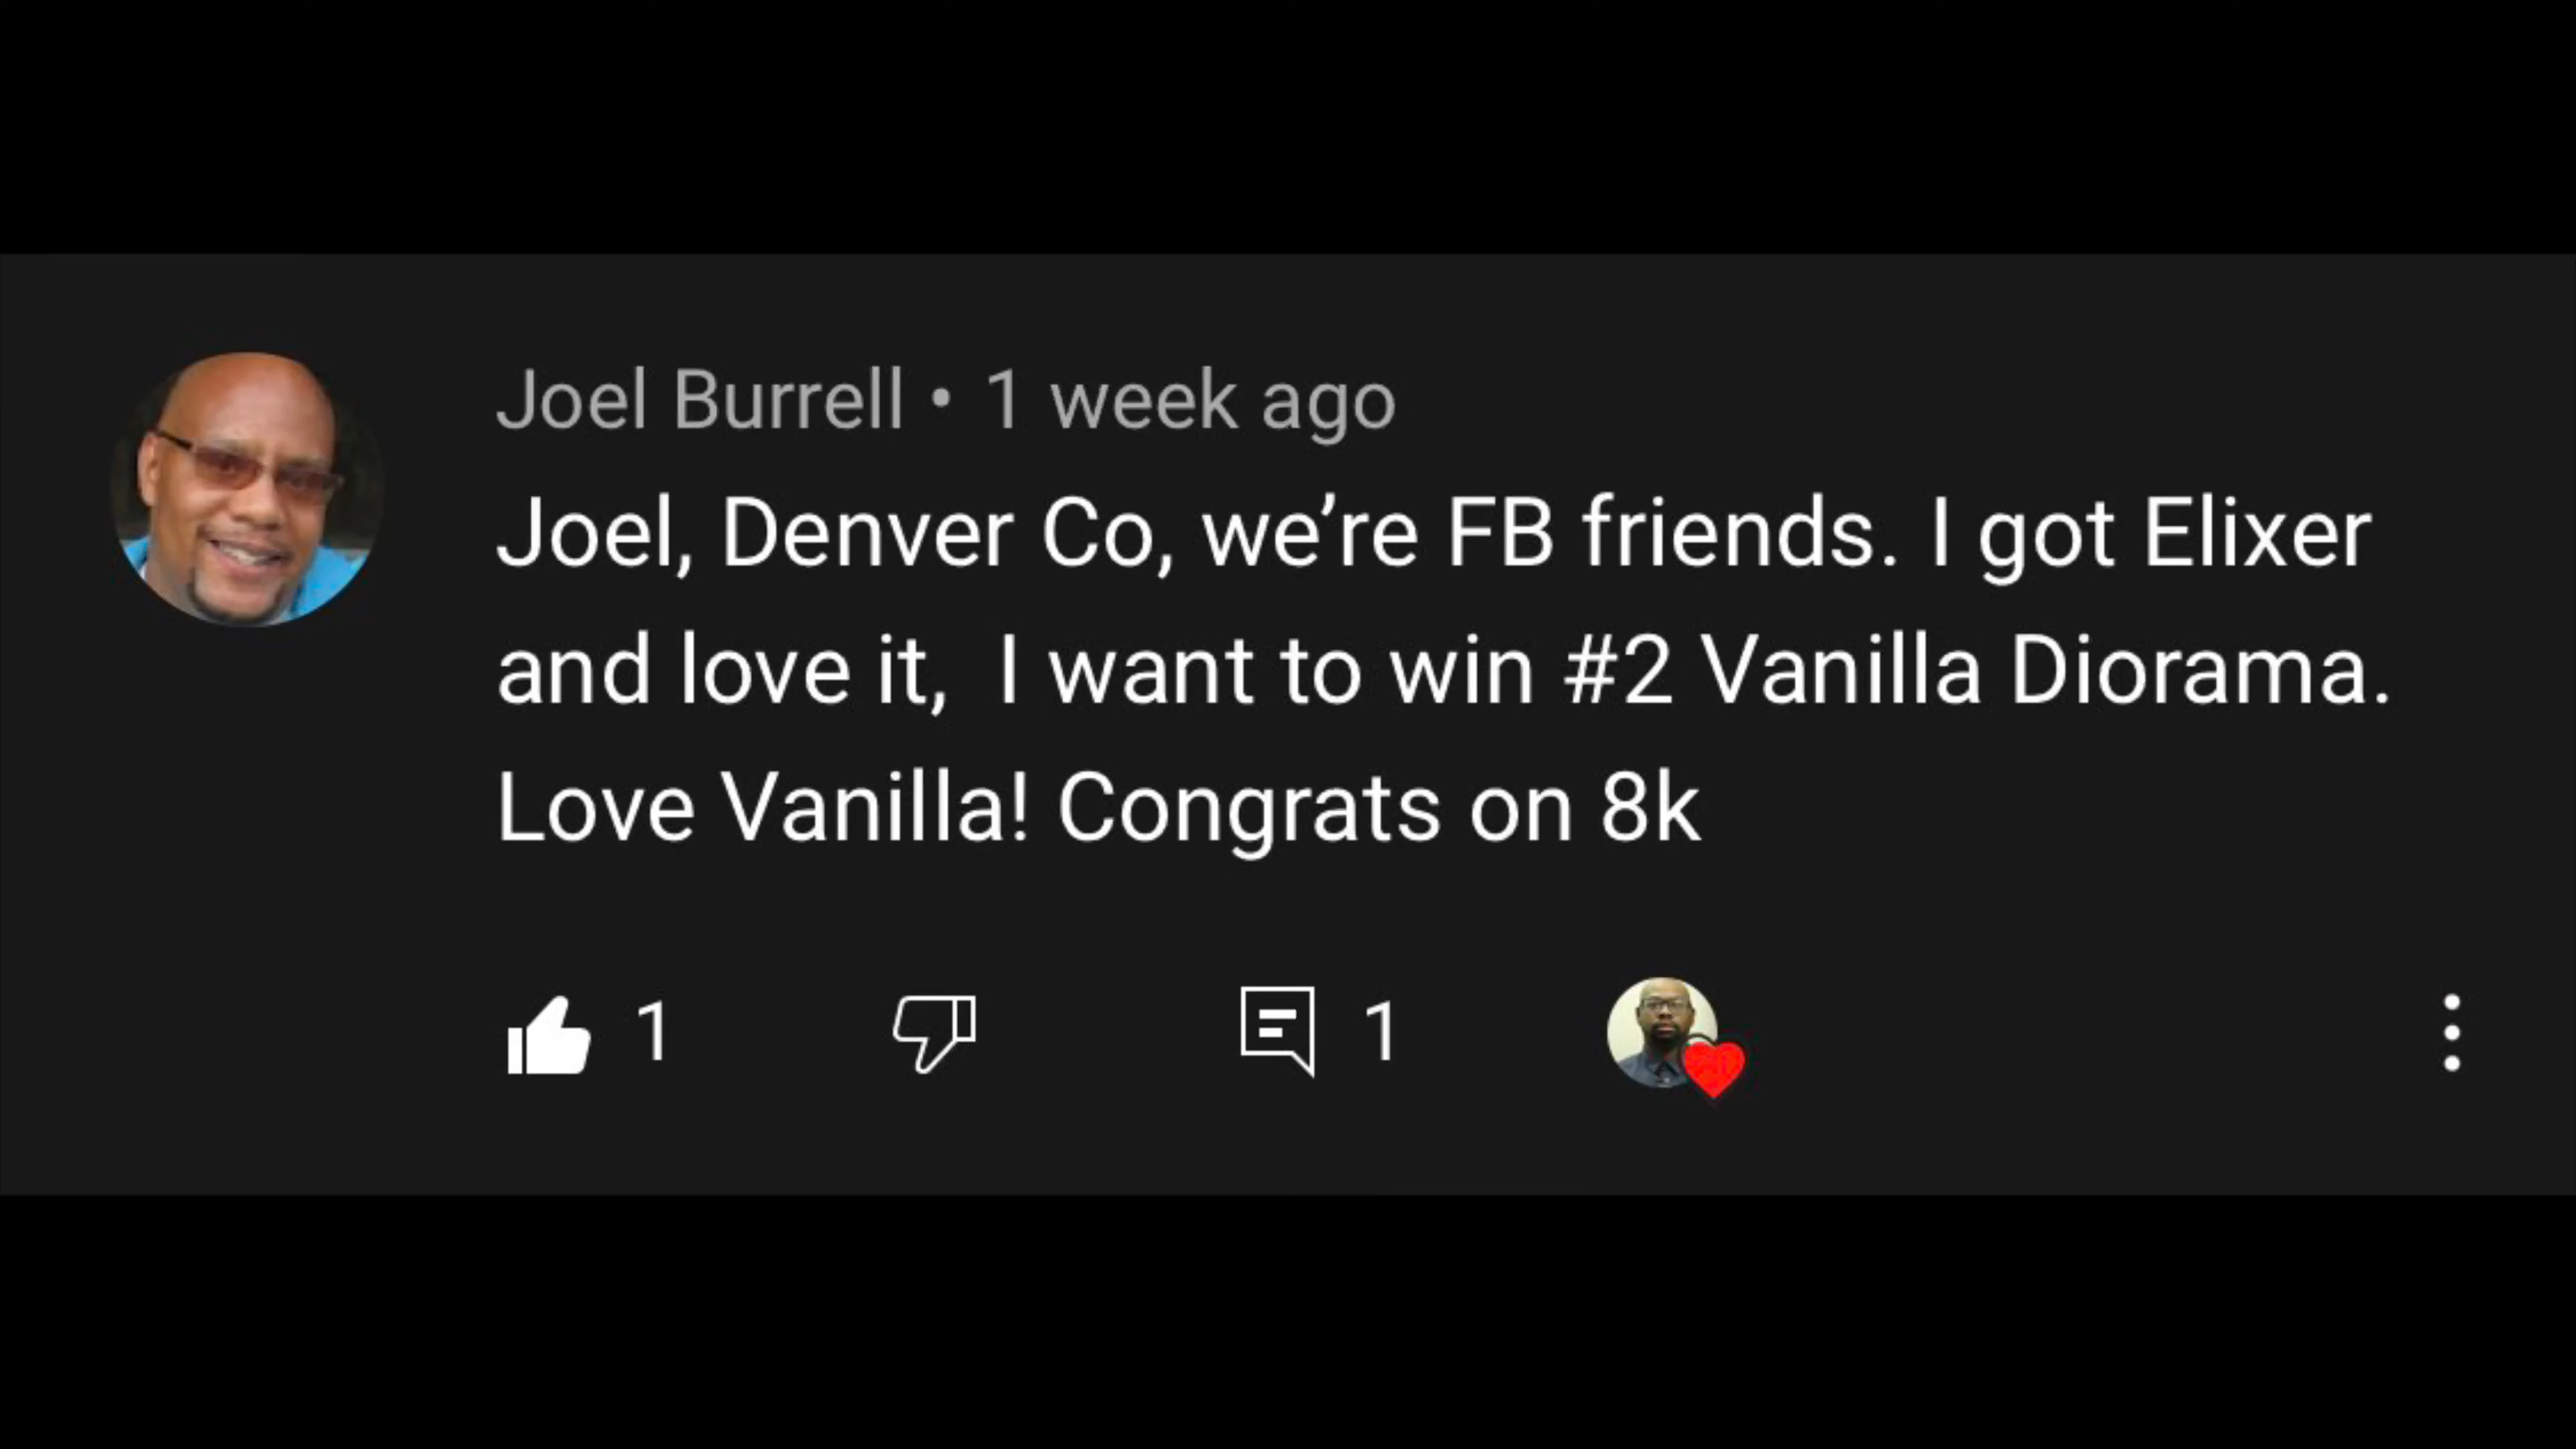 Joel Burrell • 1 week ago
Joel, Denver Co, we’re FB friends. I got Elixer
and love it,  I want to win #2 Vanilla Diorama.
Love Vanilla! Congrats on 8k
1 1